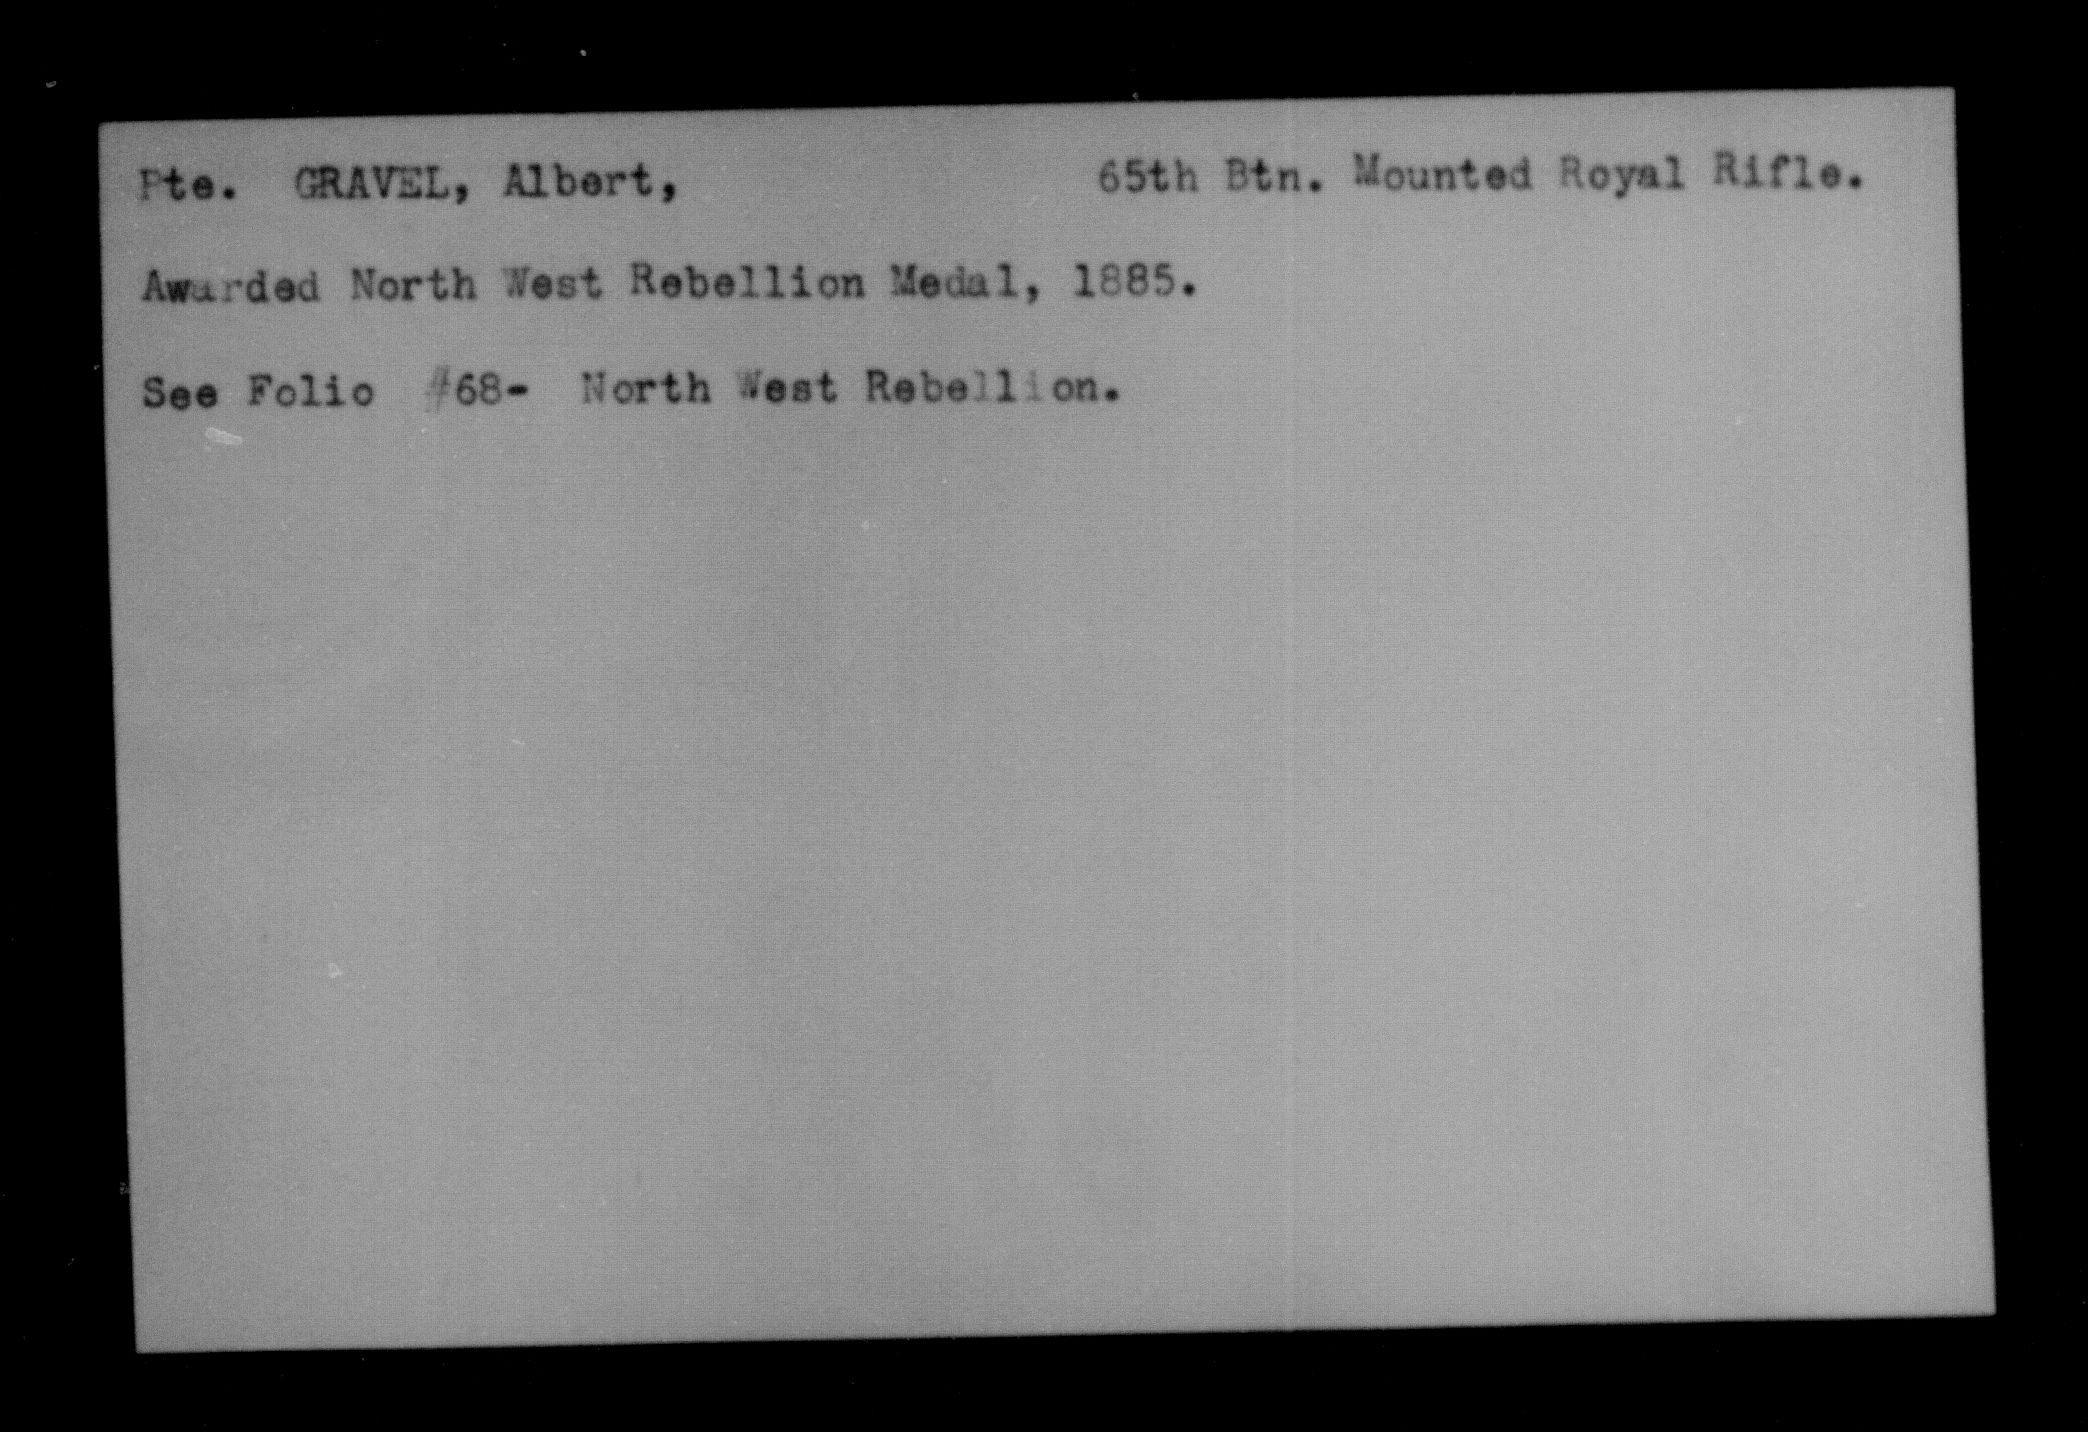 Pte. GRAVEL, Albert, 65th Btn. Mounted Royal Rifle.
Awarded North West Rebellion Medal, 1885.
See Folio #68- North West Rebellion.